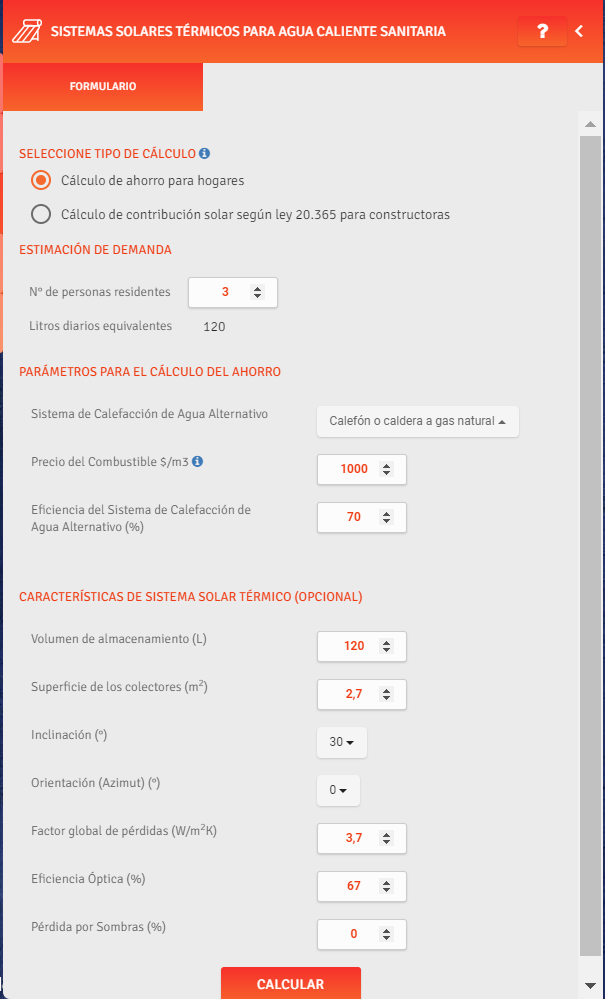 SISTEMAS SOLARES TÉRMICOS PARA AGUA CALIENTE SANITARIA
?
FORMULARIO
SELECCIONE TIPO DE CÁLCULO
Cálculo de ahorro para hogares
Cálculo de contribución solar según ley 20.365 para constructoras
ESTIMACIÓN DE DEMANDA
Nº de personas residentes 3
Litros diarios equivalentes 120
PARÁMETROS PARA EL CÁLCULO DEL AHORRO
Sistema de Calefacción de Agua Alternativo Calefón o caldera a gas natural
Precio del Combustible $/m3 1000
Eficiencia del Sistema de Calefacción de
Agua Alternativo (%) 70
CARACTERÍSTICAS DE SISTEMA SOLAR TÉRMICO (OPCIONAL)
Volumen de almacenamiento (L) 120
Superficie de los colectores (m²) 2,7
Inclinación (º) 30
Orientación (Azimut) (º) 0
Factor global de pérdidas (W/m²K) 3,7
Eficiencia Óptica (%) 67
Pérdida por Sombras (%) 0
CALCULAR